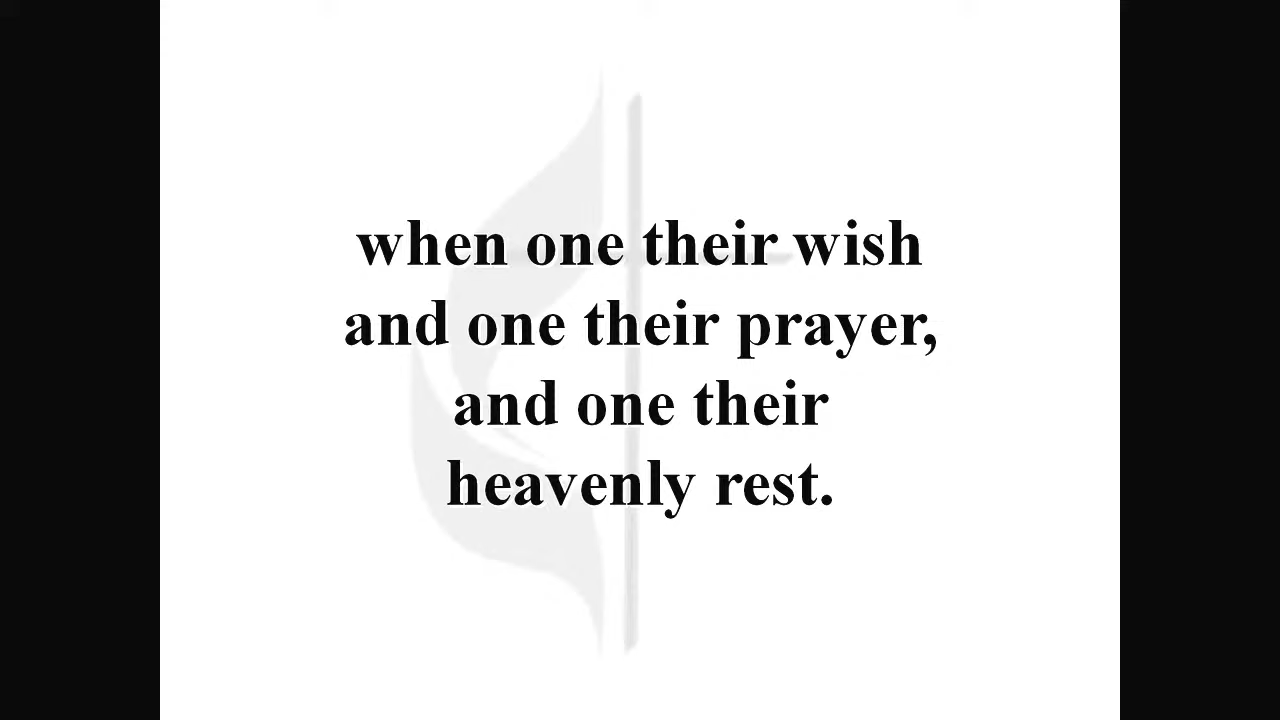 when one their wish
and one their prayer,
and one their
heavenly rest.